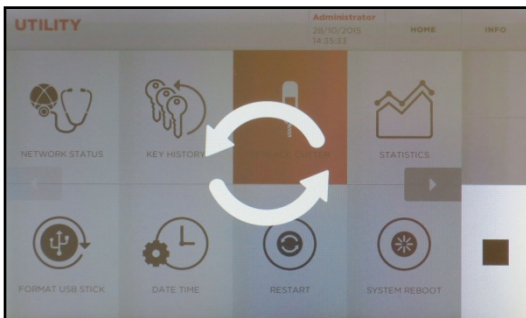 UTILITY
Administrator
HOME
INFO
NETWORK STATUS
KEY HISTORY
STATISTICS
FORMAT USB STICK
DATE TIME
RESTART
SYSTEM REBOOT